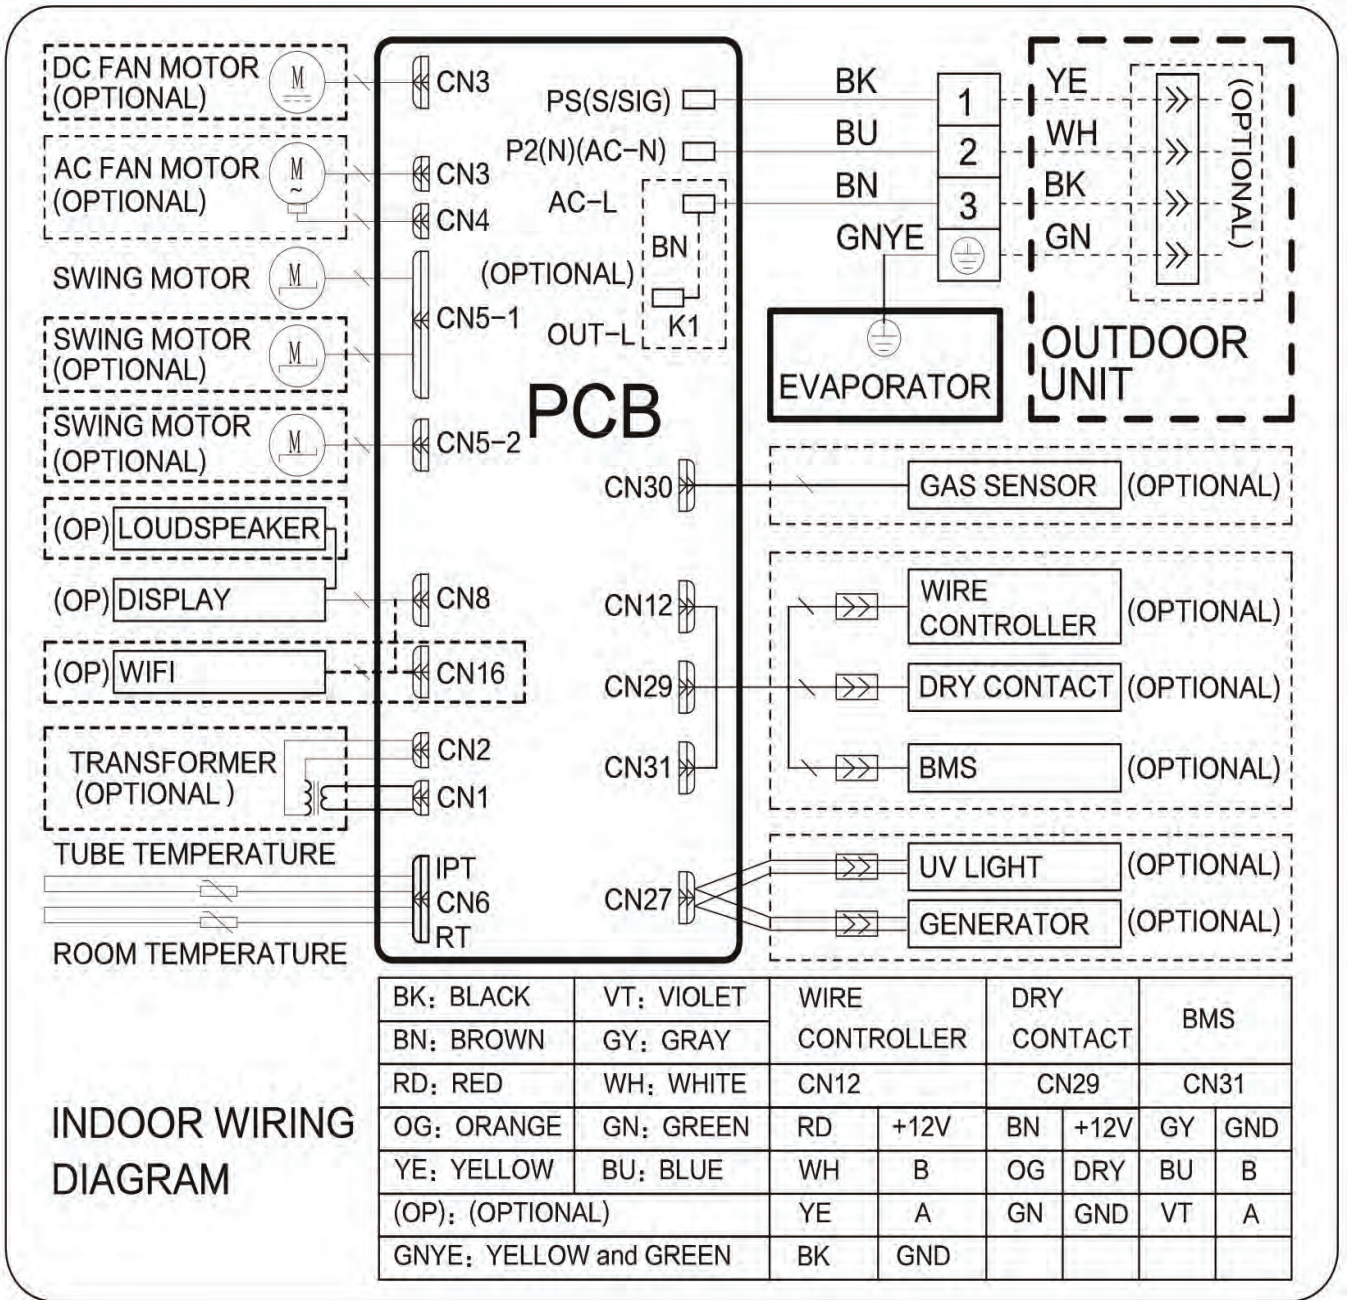 DC FAN MOTOR
(OPTIONAL)
M
CN3
AC FAN MOTOR
(OPTIONAL)
M
~
CN3
CN4
SWING MOTOR
M
CN5-1
SWING MOTOR
(OPTIONAL)
M
SWING MOTOR
(OPTIONAL)
M
CN5-2
(OP) LOUDSPEAKER
(OP) DISPLAY
CN8
(OP) WIFI
CN16
TRANSFORMER
(OPTIONAL)
CN2
CN1
TUBE TEMPERATURE
IPT
CN6
RT
ROOM TEMPERATURE
PS(S/SIG)
P2(N)(AC-N)
AC-L
BN
(OPTIONAL)
OUT-L
K1
PCB
CN30
CN12
CN29
CN31
CN27
BK 1 YE
BU 2 WH
BN 3 BK
GNYE GN
(OPTIONAL)
EVAPORATOR
OUTDOOR
UNIT
GAS SENSOR (OPTIONAL)
WIRE
CONTROLLER (OPTIONAL)
DRY CONTACT (OPTIONAL)
BMS (OPTIONAL)
UV LIGHT (OPTIONAL)
GENERATOR (OPTIONAL)
INDOOR WIRING
DIAGRAM
BK: BLACK VT: VIOLET
BN: BROWN GY: GRAY
RD: RED WH: WHITE
OG: ORANGE GN: GREEN
YE: YELLOW BU: BLUE
(OP): (OPTIONAL)
GNYE: YELLOW and GREEN
WIRE
CONTROLLER
DRY
CONTACT
BMS
CN12 CN29 CN31
RD +12V BN +12V GY GND
WH B OG DRY BU B
YE A GN GND VT A
BK GND